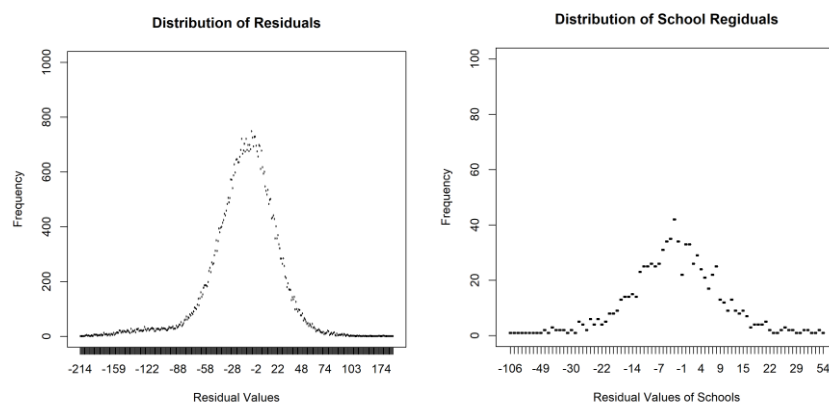 Distribution of Residuals
Frequency
1000
800
600
400
200
0
-214 -159 -122 -88 -58 -28 -2 22 48 74 103 174
Residual Values
Distribution of School Regiduals
Frequency
100
80
60
40
20
0
-106 -49 -30 -22 -14 -7 -1 4 9 15 22 29 54
Residual Values of Schools